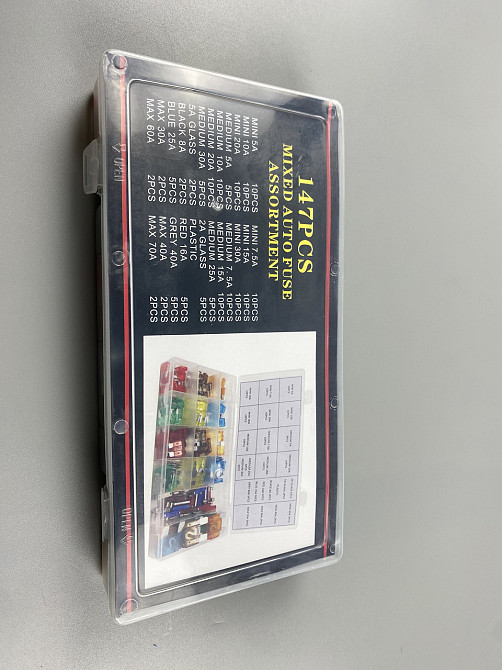 147PCS
MIXED AUTO FUSE
ASSORTMENT
MINI 5A 10PCS MINI 7.5A 10PCS
MINI 10A 10PCS MINI 15A 10PCS
MINI 20A 10PCS MINI 30A 10PCS
MEDIUM 5A 5PCS MEDIUM 7.5A 10PCS
MEDIUM 10A 10PCS MEDIUM 15A 10PCS
MEDIUM 20A 10PCS MEDIUM 25A 5PCS
MEDIUM 30A 5PCS 2A GLASS 5PCS
5A GLASS 2PCS PLASTIC
BLACK 8A 2PCS RED 16A 5PCS
BLUE 25A 5PCS GREY 40A 5PCS
MAX 30A 2PCS MAX 40A 2PCS
MAX 60A 2PCS MAX 70A 2PCS
OPEN
OPEN